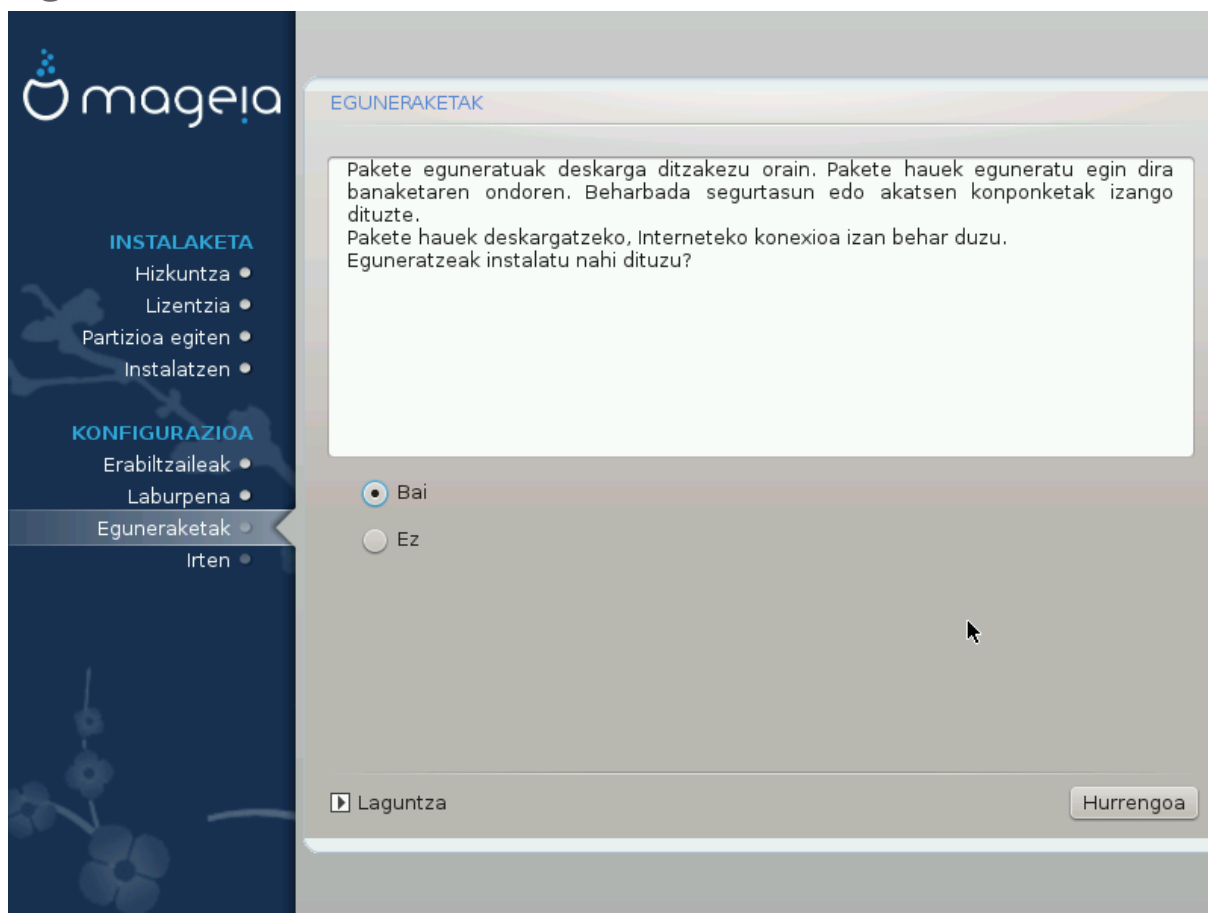 mageia
INSTALAKETA
Hizkuntza
Lizentzia
Partizioa egiten
Instalatzen
KONFIGURAZIOA
Erabiltzaileak
Laburpena
Eguneraketak
Irten
EGUNERAKETAK
Pakete eguneratuak deskarga ditzakezu orain. Pakete hauek eguneratu egin dira
banaketaren ondoren. Beharbada segurtasun edo akatsen konponketak izango
dituzte.
Pakete hauek deskargatzeko, Interneteko konexioa izan behar duzu.
Eguneratzeak instalatu nahi dituzu?
Bai
Ez
Laguntza
Hurrengoa